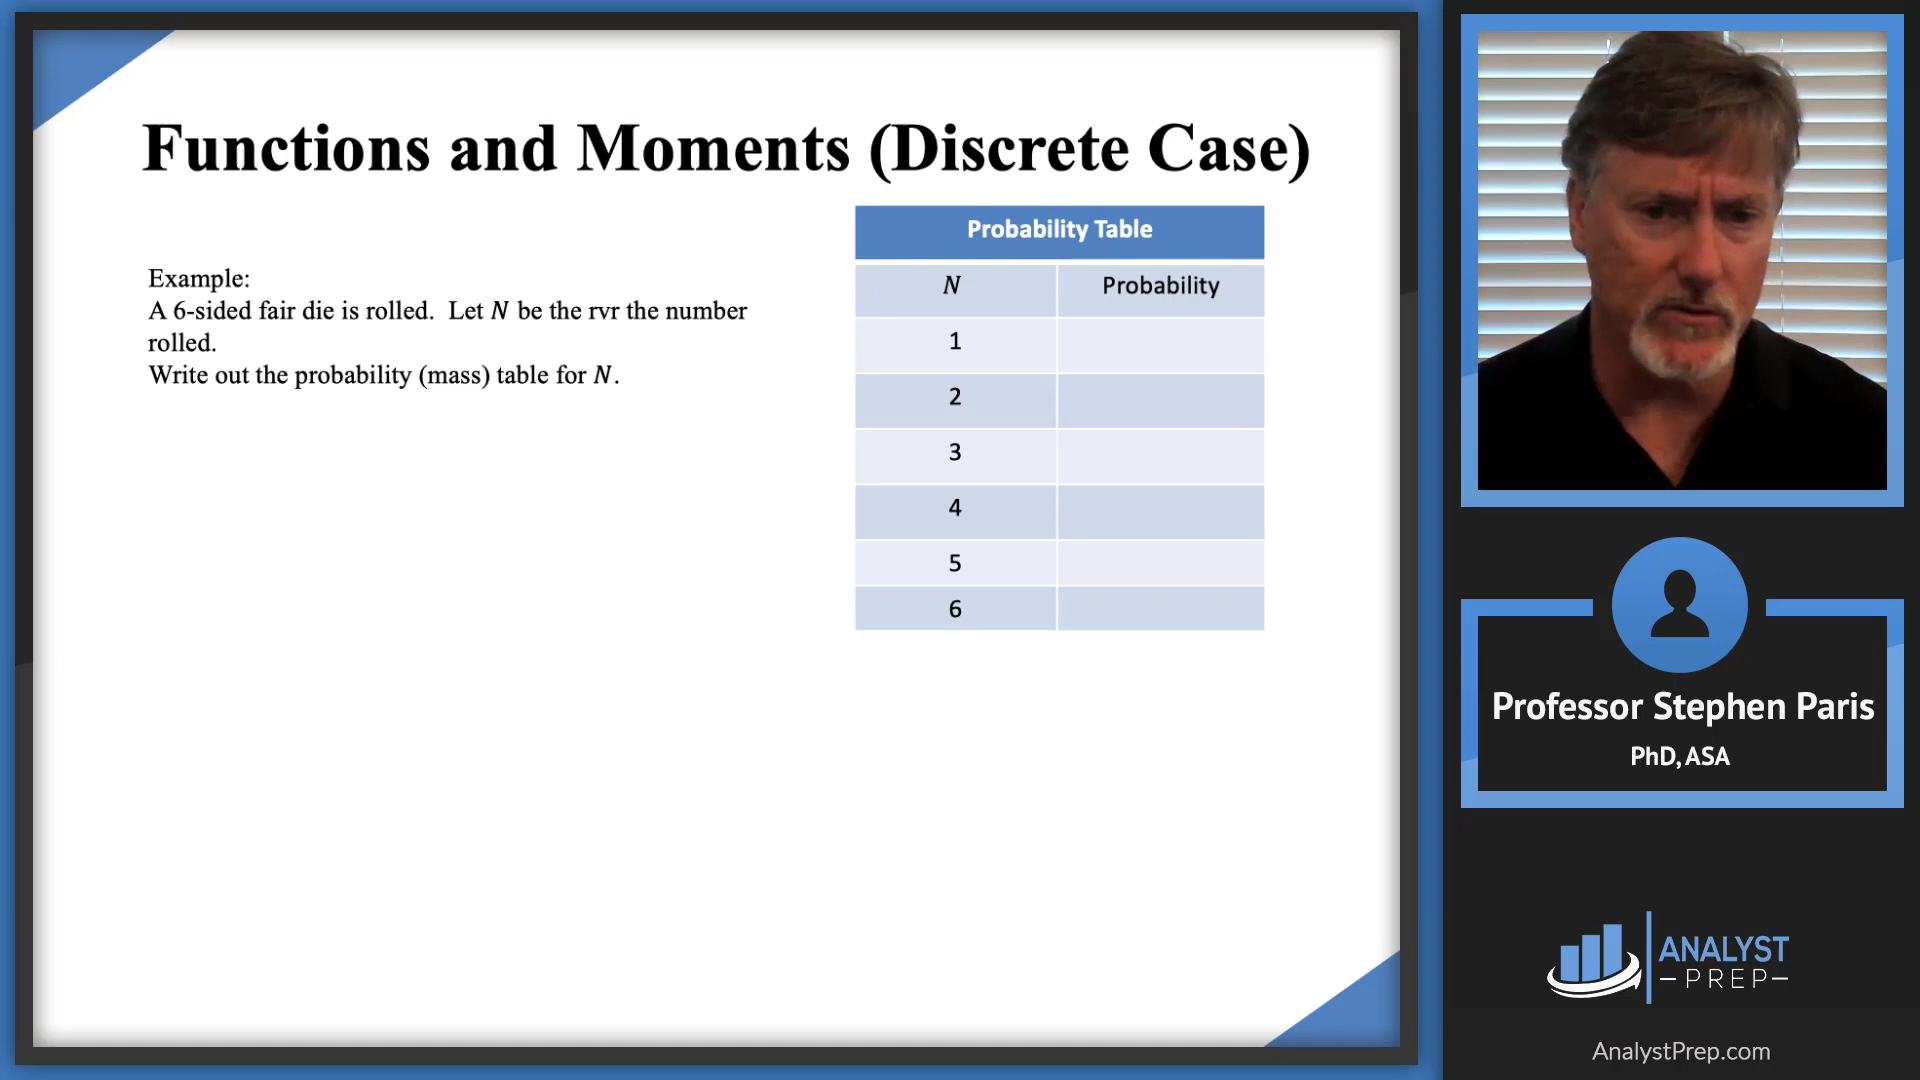 Functions and Moments (Discrete Case)
Example:
A 6-sided fair die is rolled. Let N be the rvr the number
rolled.
Write out the probability (mass) table for N.
Probability Table
N Probability
1
2
3
4
5
6
Professor Stephen Paris
PhD, ASA
ANALYST
PREP
AnalystPrep.com